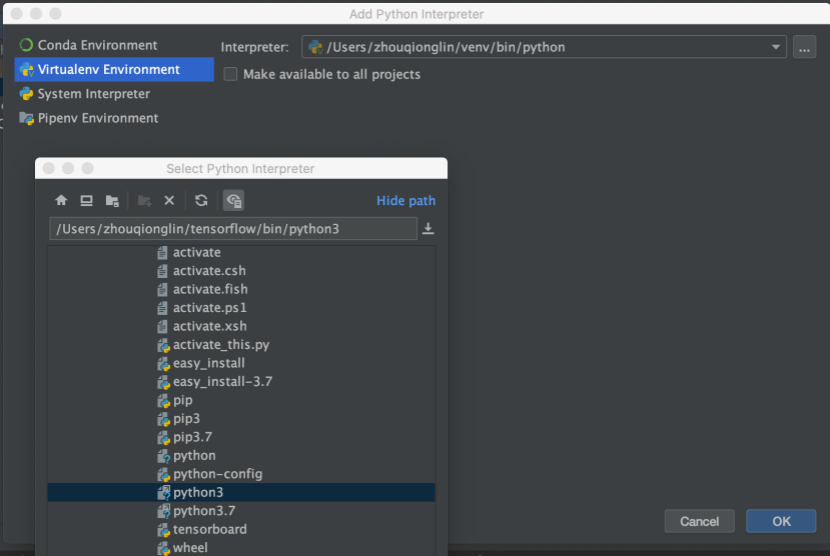 Add Python Interpreter
Conda Environment
Virtualenv Environment
System Interpreter
Pipenv Environment
Interpreter: /Users/zhouqionglin/venv/bin/python ...
Make available to all projects
Select Python Interpreter
Hide path
/Users/zhouqionglin/tensorflow/bin/python3
activate
activate.csh
activate.fish
activate.ps1
activate.xsh
activate_this.py
easy_install
easy_install-3.7
pip
pip3
pip3.7
python
python-config
python3
python3.7
tensorboard
wheel
Cancel
OK